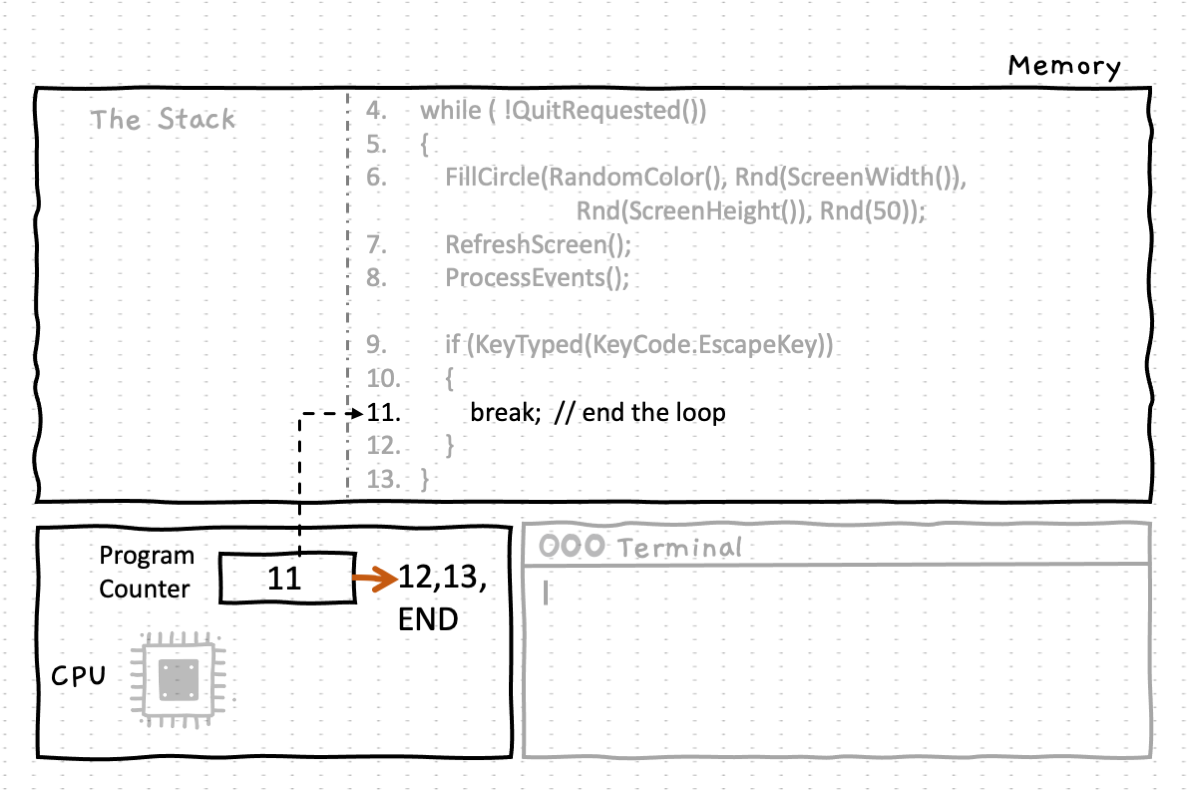 Memory
The Stack
4. while ( !QuitRequested())
5. {
6. FillCircle(RandomColor(), Rnd(ScreenWidth()),
Rnd(ScreenHeight()), Rnd(50));
7. RefreshScreen();
8. ProcessEvents();
9. if (KeyTyped(KeyCode.EscapeKey))
10. {
11. break; // end the loop
12. }
13. }
Program
Counter
11
12,13,
END
CPU
Terminal